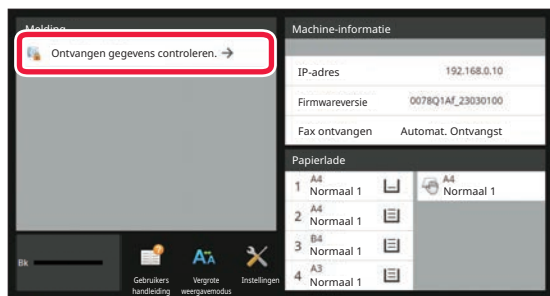 Melding
Ontvangen gegevens controleren. →
Machine-informatie
IP-adres 192.168.0.10
Firmwareversie 0078Q1Af_23030100
Fax ontvangen Automat. Ontvangst
Papierlade
1 A4 Normaal 1
A4 Normaal 1
2 A4 Normaal 1
3 B4 Normaal 1
4 A3 Normaal 1
Bk
Gebruikers handleiding
AA
Vergrote weergavemodus
Instellingen